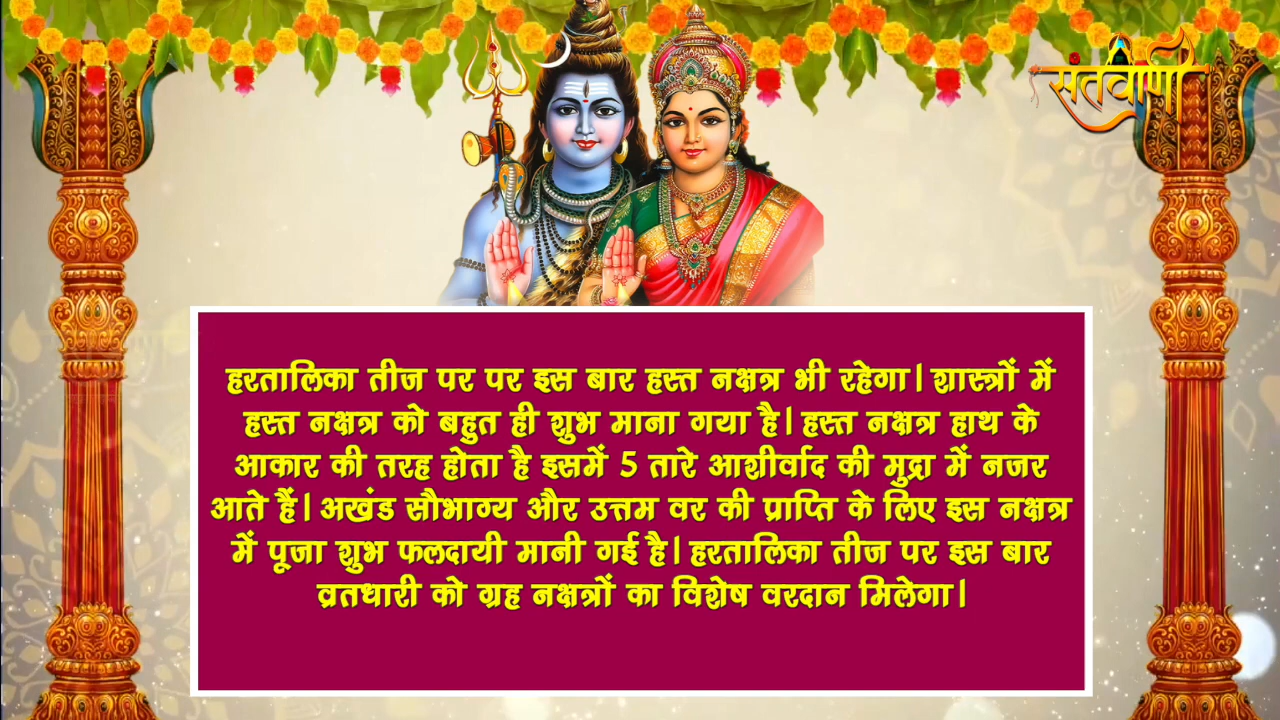 संतवाणी
हरतालिका तीज पर पर इस बार हस्त नक्षत्र भी रहेगा। शास्त्रों में
हस्त नक्षत्र को बहुत ही शुभ माना गया है। हस्त नक्षत्र हाथ के
आकार की तरह होता है इसमें 5 तारे आशीर्वाद की मुद्रा में नजर
आते हैं। अखंड सौभाग्य और उत्तम वर की प्राप्ति के लिए इस नक्षत्र
में पूजा शुभ फलदायी मानी गई है। हरतालिका तीज पर इस बार
व्रतधारी को ग्रह नक्षत्रों का विशेष वरदान मिलेगा।